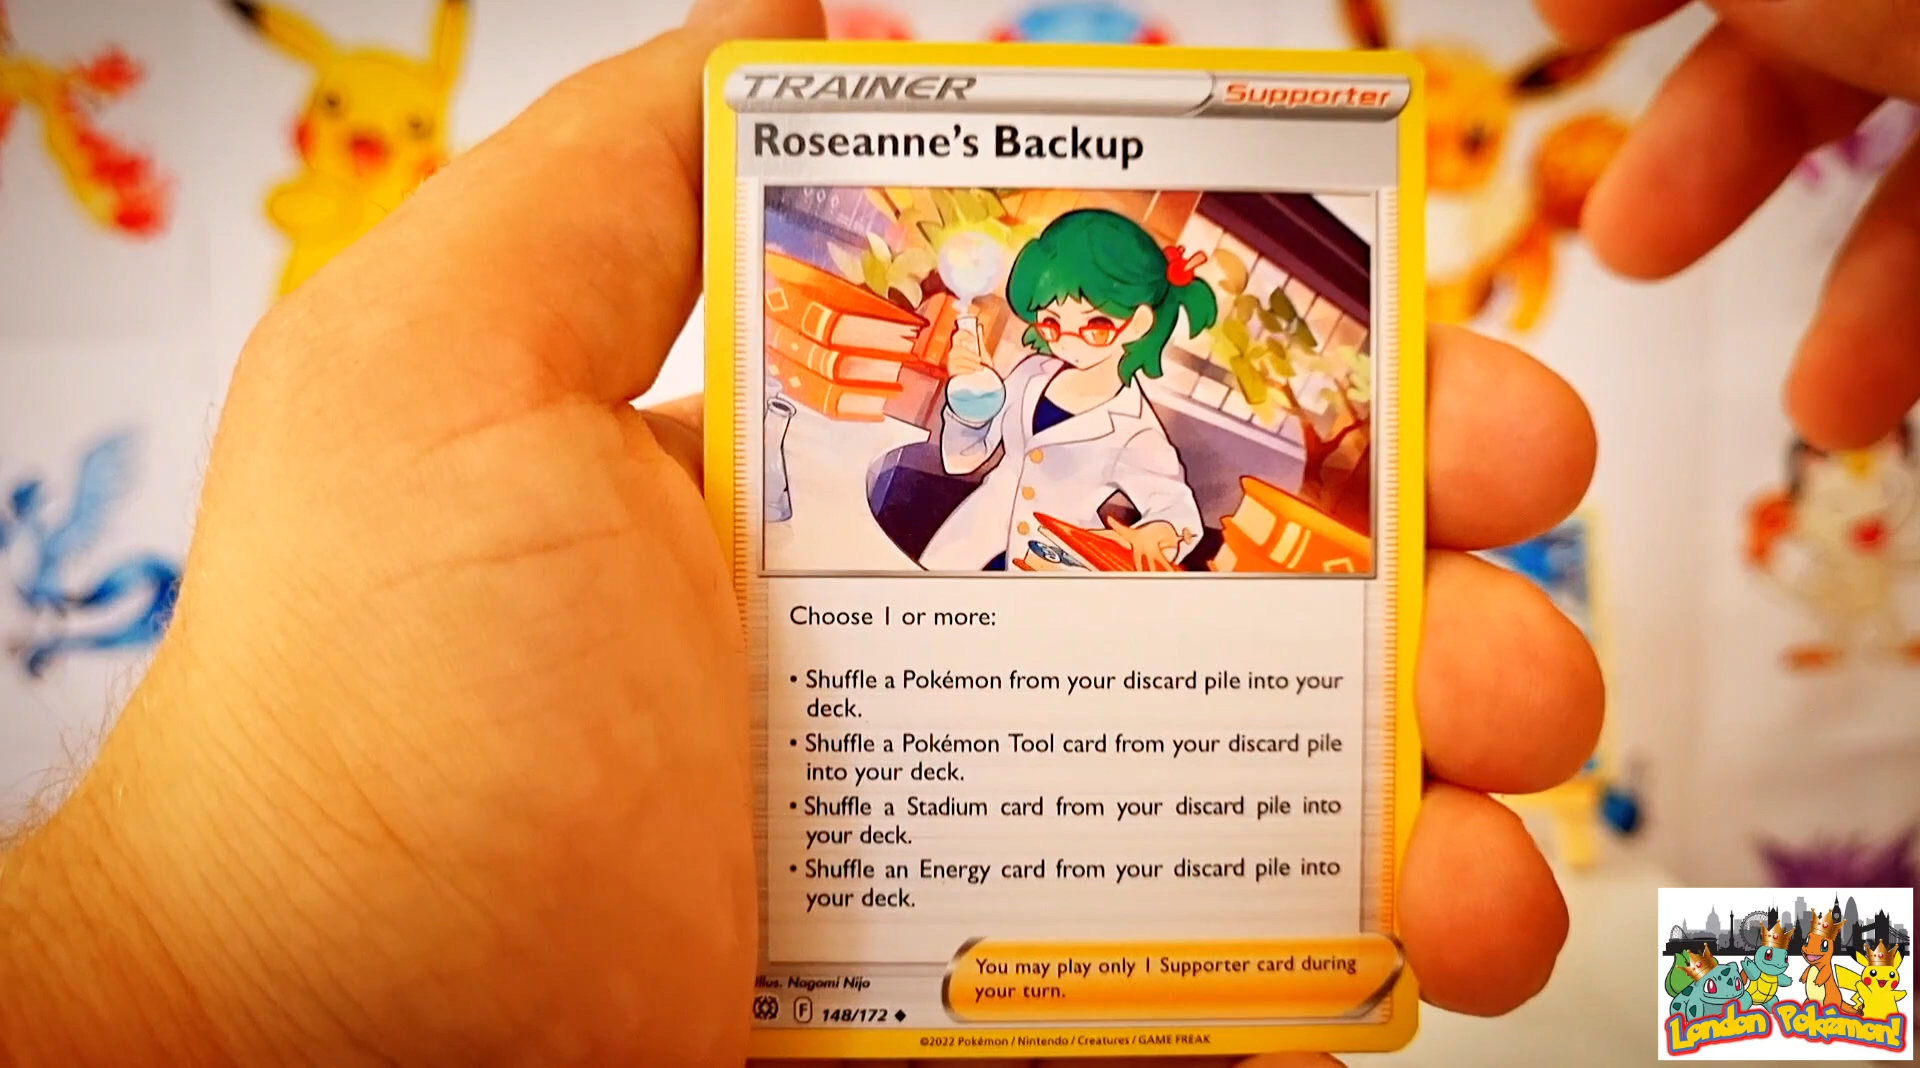 TRAINER
Supporter
Roseanne's Backup
Choose 1 or more:
• Shuffle a Pokémon from your discard pile into your
deck.
• Shuffle a Pokémon Tool card from your discard pile
into your deck.
• Shuffle a Stadium card from your discard pile into
your deck.
• Shuffle an Energy card from your discard pile into
your deck.
You may play only 1 Supporter card during
your turn.
Illus. Nagomi Nijo
F 148/172 ◆
©2022 Pokémon / Nintendo / Creatures / GAME FREAK
London Pokémon!